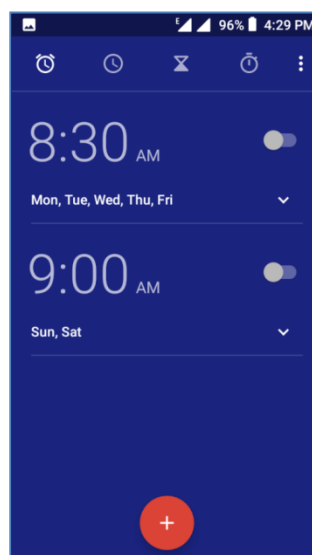 E 96% 4:29 PM
8:30 AM
Mon, Tue, Wed, Thu, Fri
9:00 AM
Sun, Sat